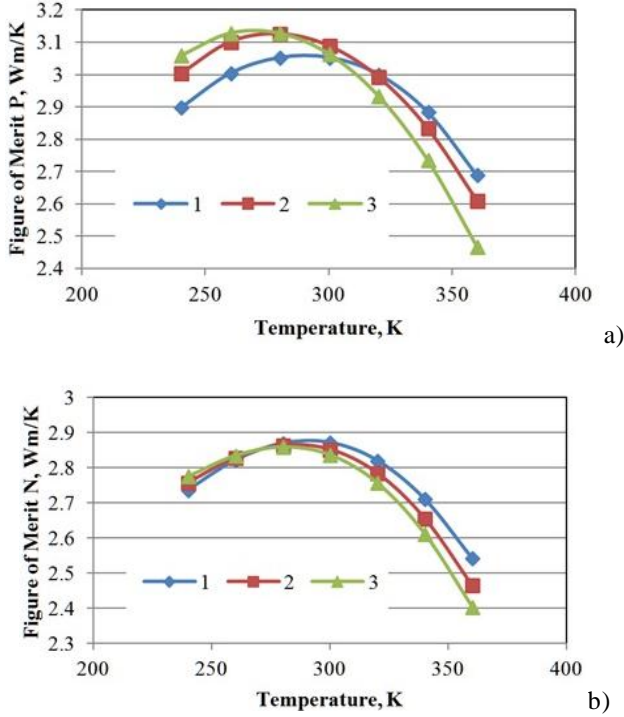 Figure of Merit P, Wm/K
3.2
3.1
3
2.9
2.8
2.7
2.6
2.5
2.4
1 2 3
200 250 300 350 400
Temperature, K
a)
Figure of Merit N, Wm/K
3
2.9
2.8
2.7
2.6
2.5
2.4
2.3
1 2 3
200 250 300 350 400
Temperature, K
b)